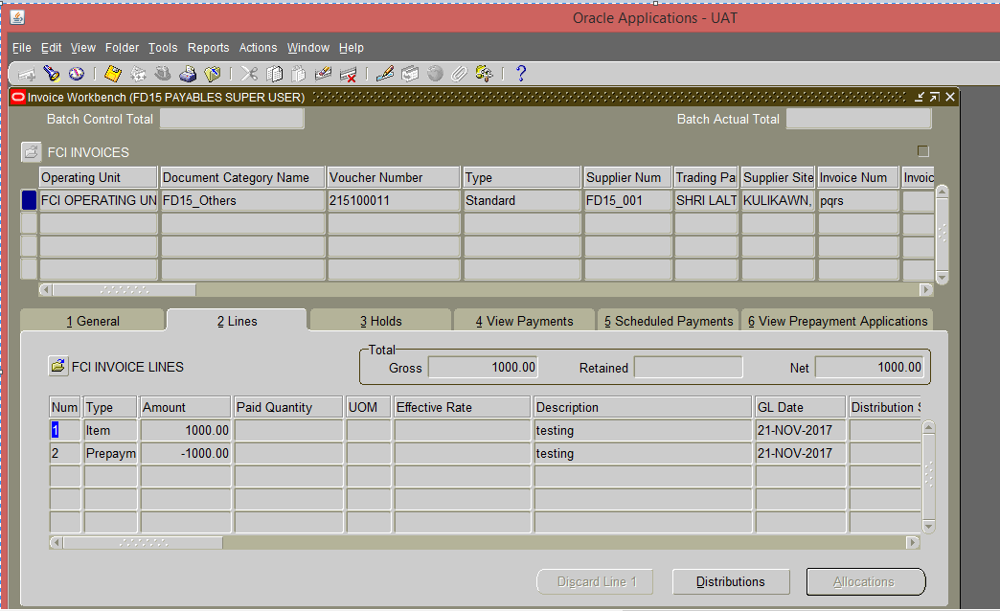 Oracle Applications - UAT
File Edit View Folder Tools Reports Actions Window Help
Invoice Workbench (FD15 PAYABLES SUPER USER)
Batch Control Total Batch Actual Total
FCI INVOICES
Operating Unit Document Category Name Voucher Number Type Supplier Num Trading Pa Supplier Site Invoice Num Invoic
FCI OPERATING UN FD15_Others 215100011 Standard FD15_001 SHRI LALT KULIKAWN, pqrs
1 General 2 Lines 3 Holds 4 View Payments 5 Scheduled Payments 6 View Prepayment Applications
Total
FCI INVOICE LINES Gross 1000.00 Retained Net 1000.00
Num Type Amount Paid Quantity UOM Effective Rate Description GL Date Distribution S
1 Item 1000.00 testing 21-NOV-2017
2 Prepaym -1000.00 testing 21-NOV-2017
Discard Line 1 Distributions Allocations